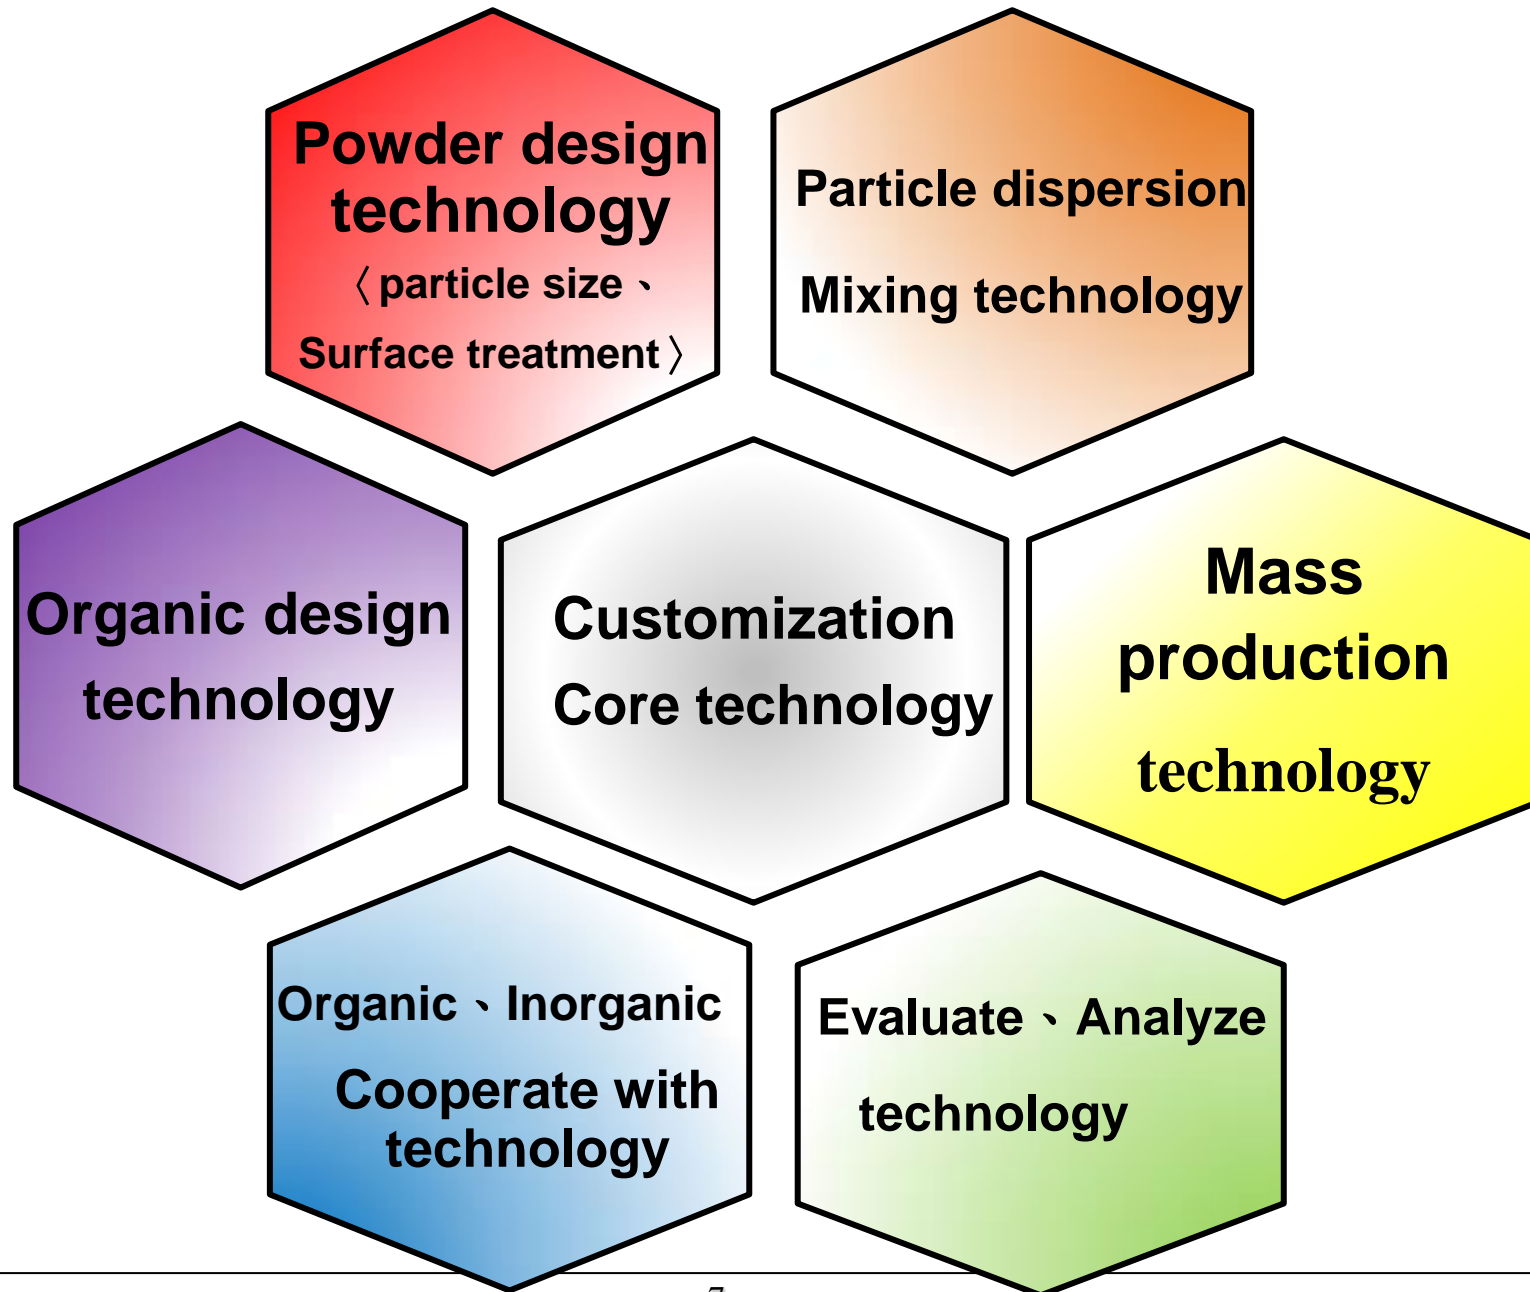 Powder design
technology
〈particle size、
Surface treatment〉
Particle dispersion
Mixing technology
Organic design
technology
Customization
Core technology
Mass
production
technology
Organic、Inorganic
Cooperate with
technology
Evaluate、Analyze
technology